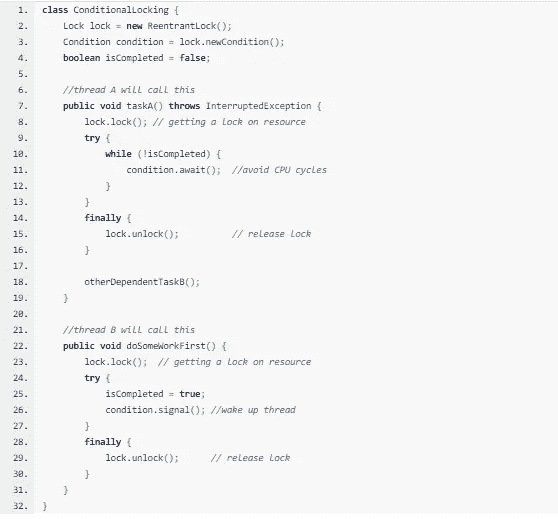 1. class ConditionalLocking {
2.     Lock lock = new ReentrantLock();
3.     Condition condition = lock.newCondition();
4.     boolean isCompleted = false;
5.
6.     //thread A will call this
7.     public void taskA() throws InterruptedException {
8.         lock.lock(); // getting a lock on resource
9.         try {
10.             while (!isCompleted) {
11.                 condition.await();  //avoid CPU cycles
12.             }
13.         }
14.         finally {
15.             lock.unlock();          // release lock
16.         }
17.
18.         otherDependentTaskB();
19.     }
20.
21.     //thread B will call this
22.     public void doSomeWorkFirst() {
23.         lock.lock();  // getting a lock on resource
24.         try {
25.             isCompleted = true;
26.             condition.signal(); //wake up thread
27.         }
28.         finally {
29.             lock.unlock();      // release lock
30.         }
31.     }
32. }